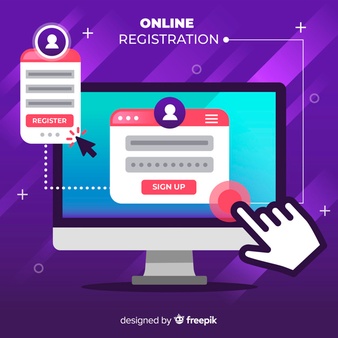 ONLINE
REGISTRATION
REGISTER
SIGN UP
designed by freepik